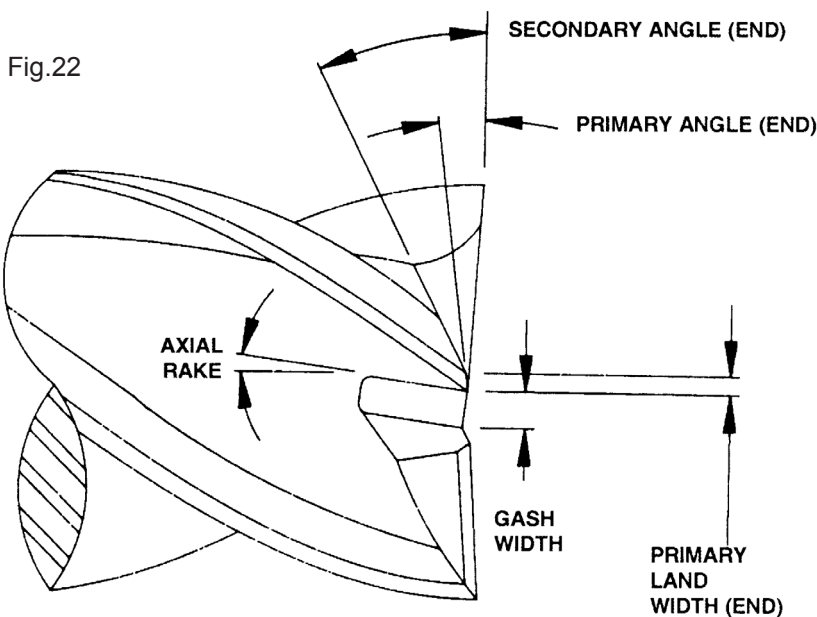 SECONDARY ANGLE (END)
Fig.22
PRIMARY ANGLE (END)
AXIAL
RAKE
GASH
WIDTH
PRIMARY
LAND
WIDTH (END)